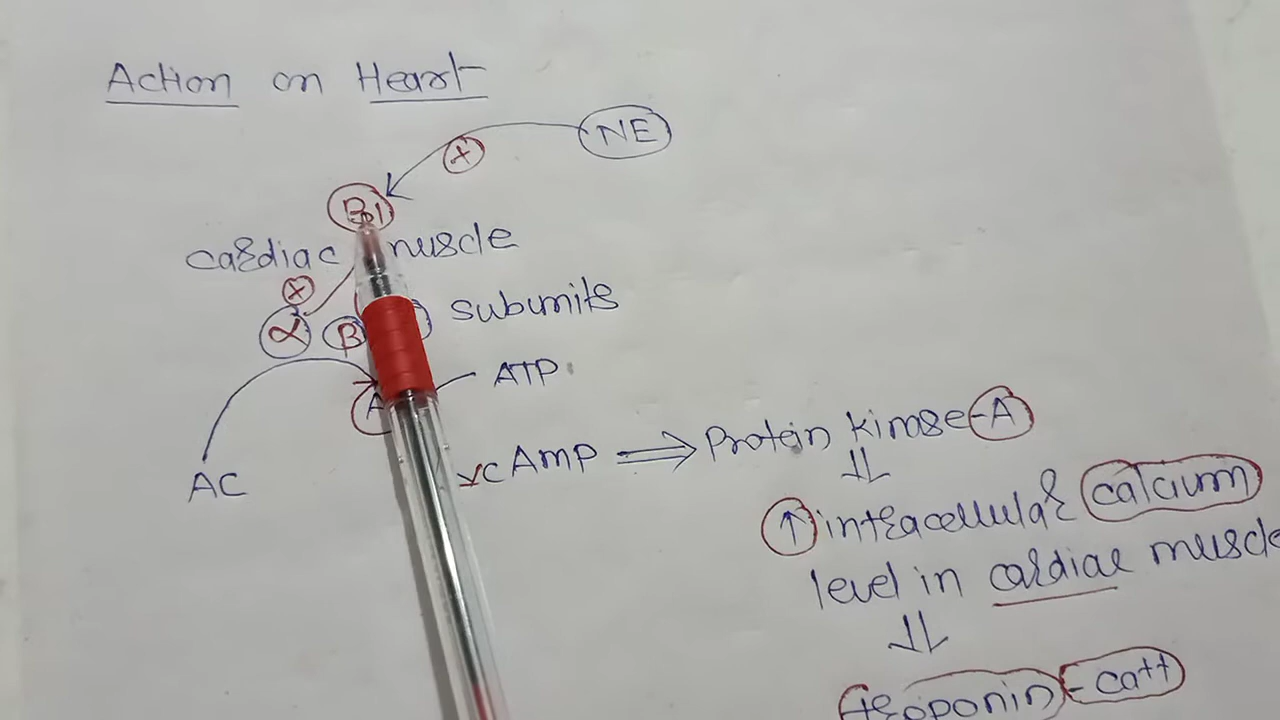 Action on Heart
NE
+
β1
cardiac muscle
+
α β subunits
ATP
A
AC
cAMP ⇒ Protein kinase-A
⇓
↑ intracellular calcium
level in cardiac muscle
⇓
troponin-ca++